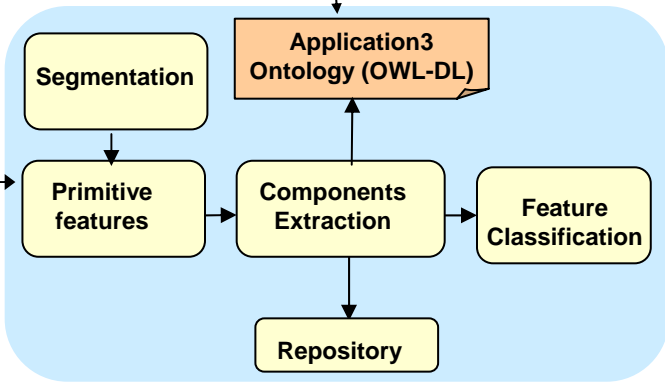 Segmentation
Application3
Ontology (OWL-DL)
Primitive
features
Components
Extraction
Feature
Classification
Repository